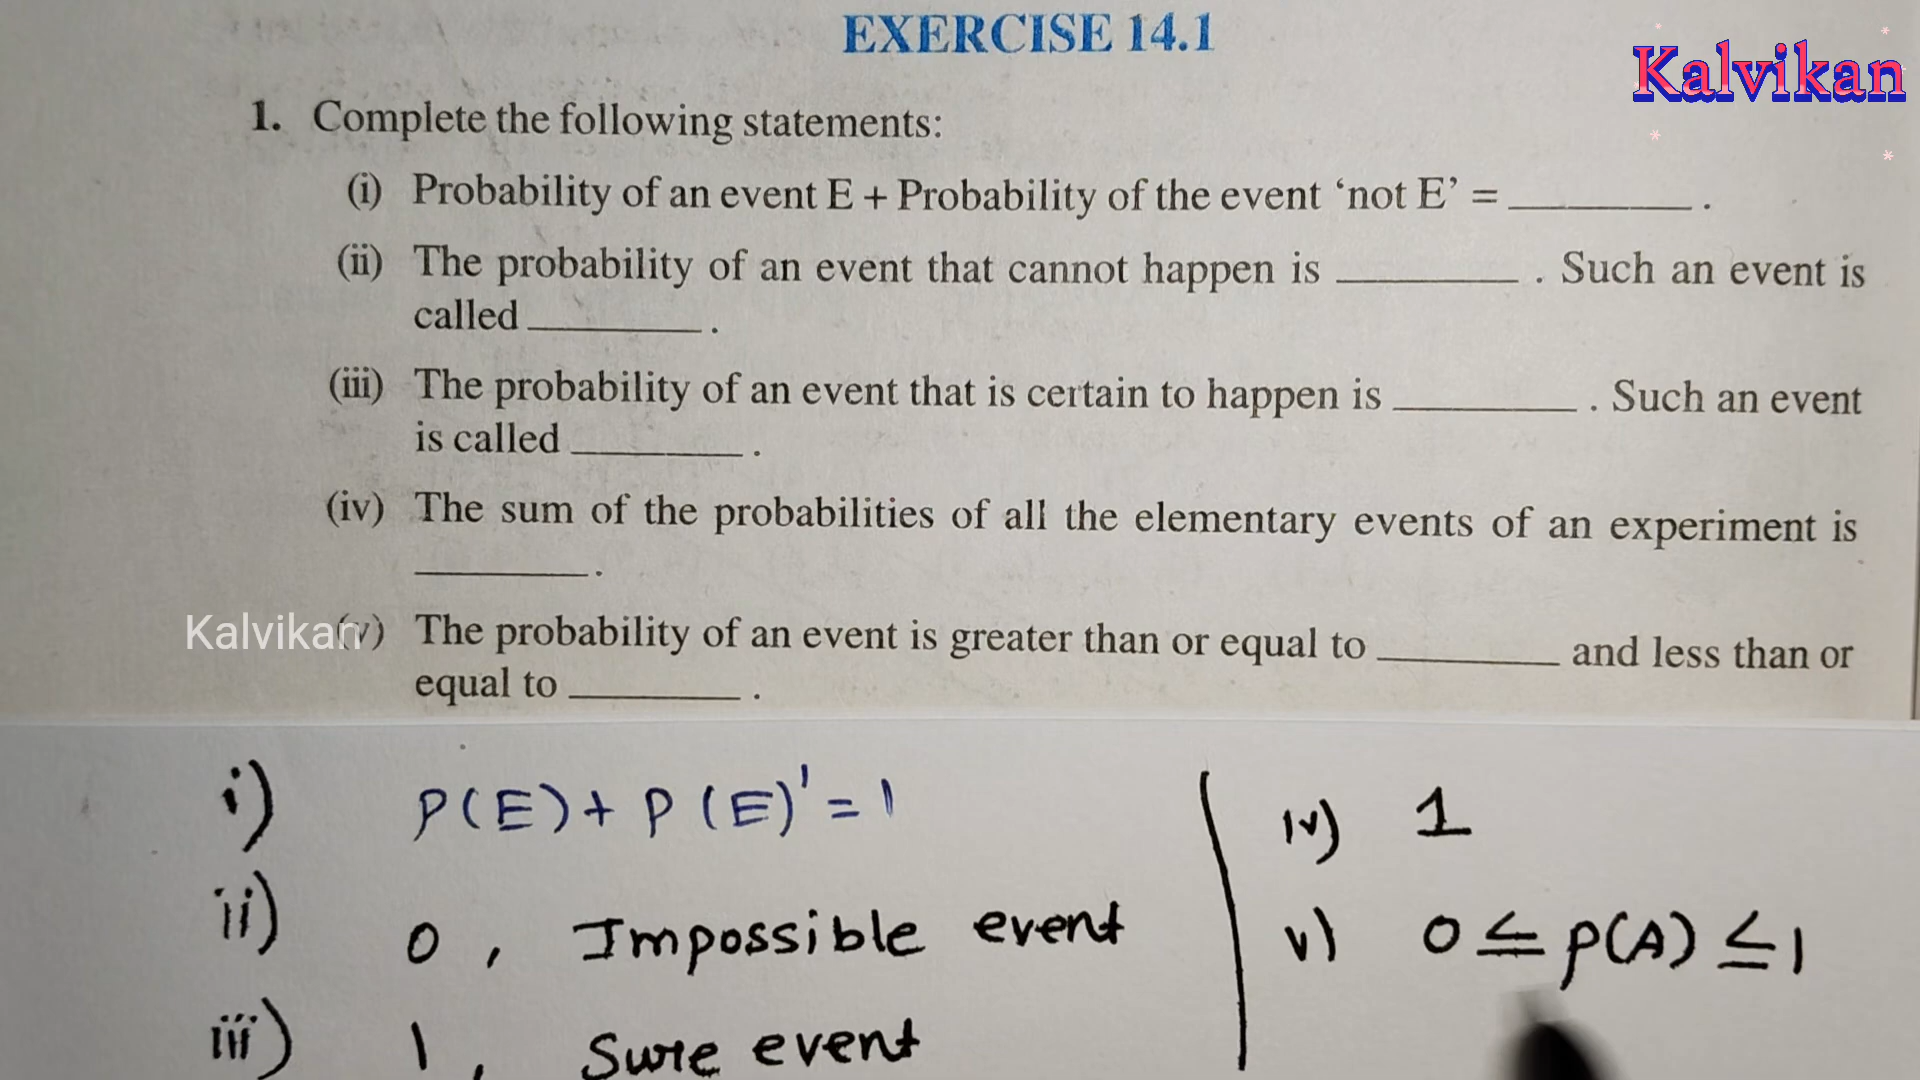 EXERCISE 14.1
Kalvikan
1. Complete the following statements:
(i) Probability of an event E + Probability of the event ‘not E’ = ________ .
(ii) The probability of an event that cannot happen is ________ . Such an event is
called ________ .
(iii) The probability of an event that is certain to happen is ________ . Such an event
is called ________ .
(iv) The sum of the probabilities of all the elementary events of an experiment is
________ .
Kalvikan
(v) The probability of an event is greater than or equal to ________ and less than or
equal to ________ .
i) P(E) + P(E)' = 1
ii) 0 , Impossible event
iii) 1 , Sure event
iv) 1
v) 0 ≤ P(A) ≤ 1